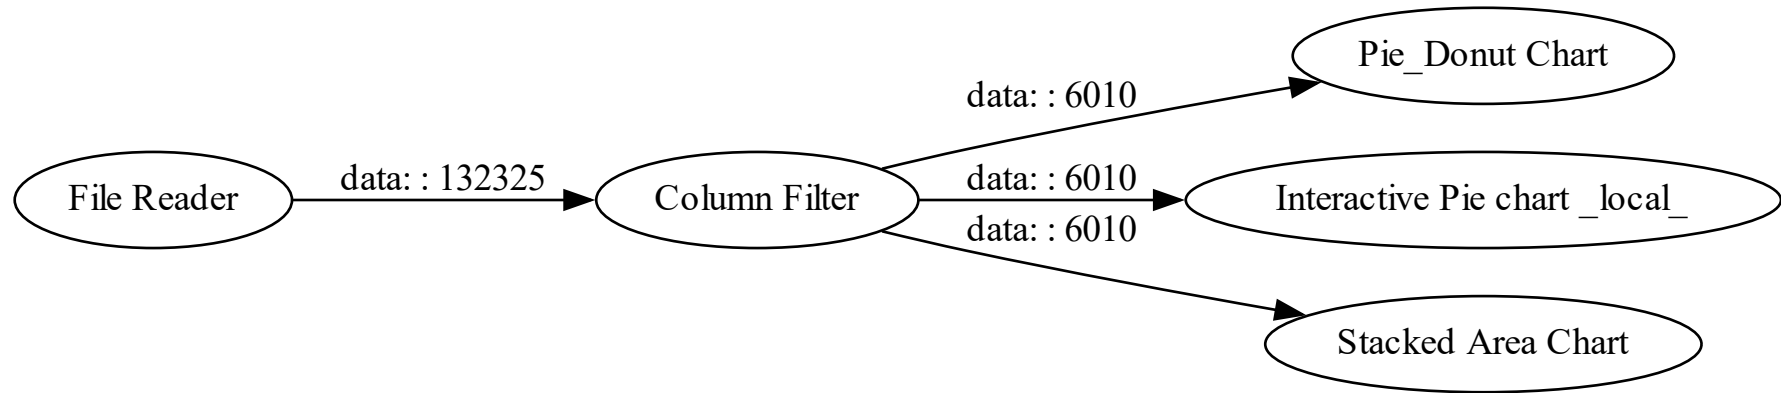 Pie_Donut Chart
data: : 6010
File Reader
data: : 132325
Column Filter
data: : 6010
Interactive Pie chart _local_
data: : 6010
Stacked Area Chart